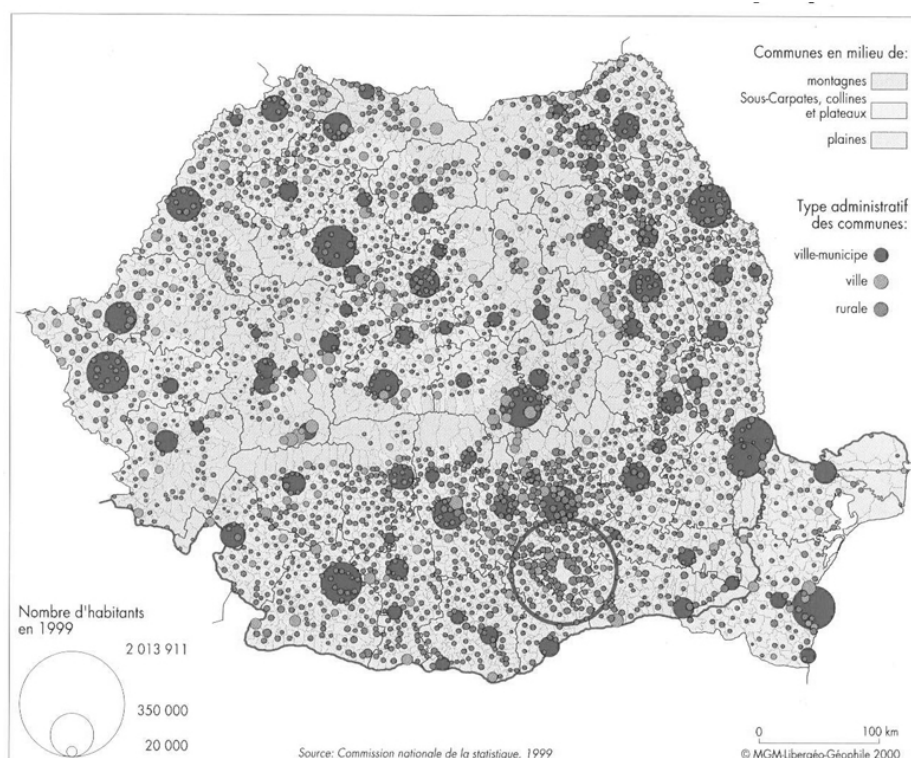 Communes en milieu de:
montagnes
Sous-Carpates, collines
et plateaux
plaines
Type administratif
des communes:
ville-municipe
ville
rurale
Nombre d'habitants
en 1999
2 013 911
350 000
20 000
0 100 km
Source: Commission nationale de la statistique, 1999
© MGM-Libergéo-Géophile 2000